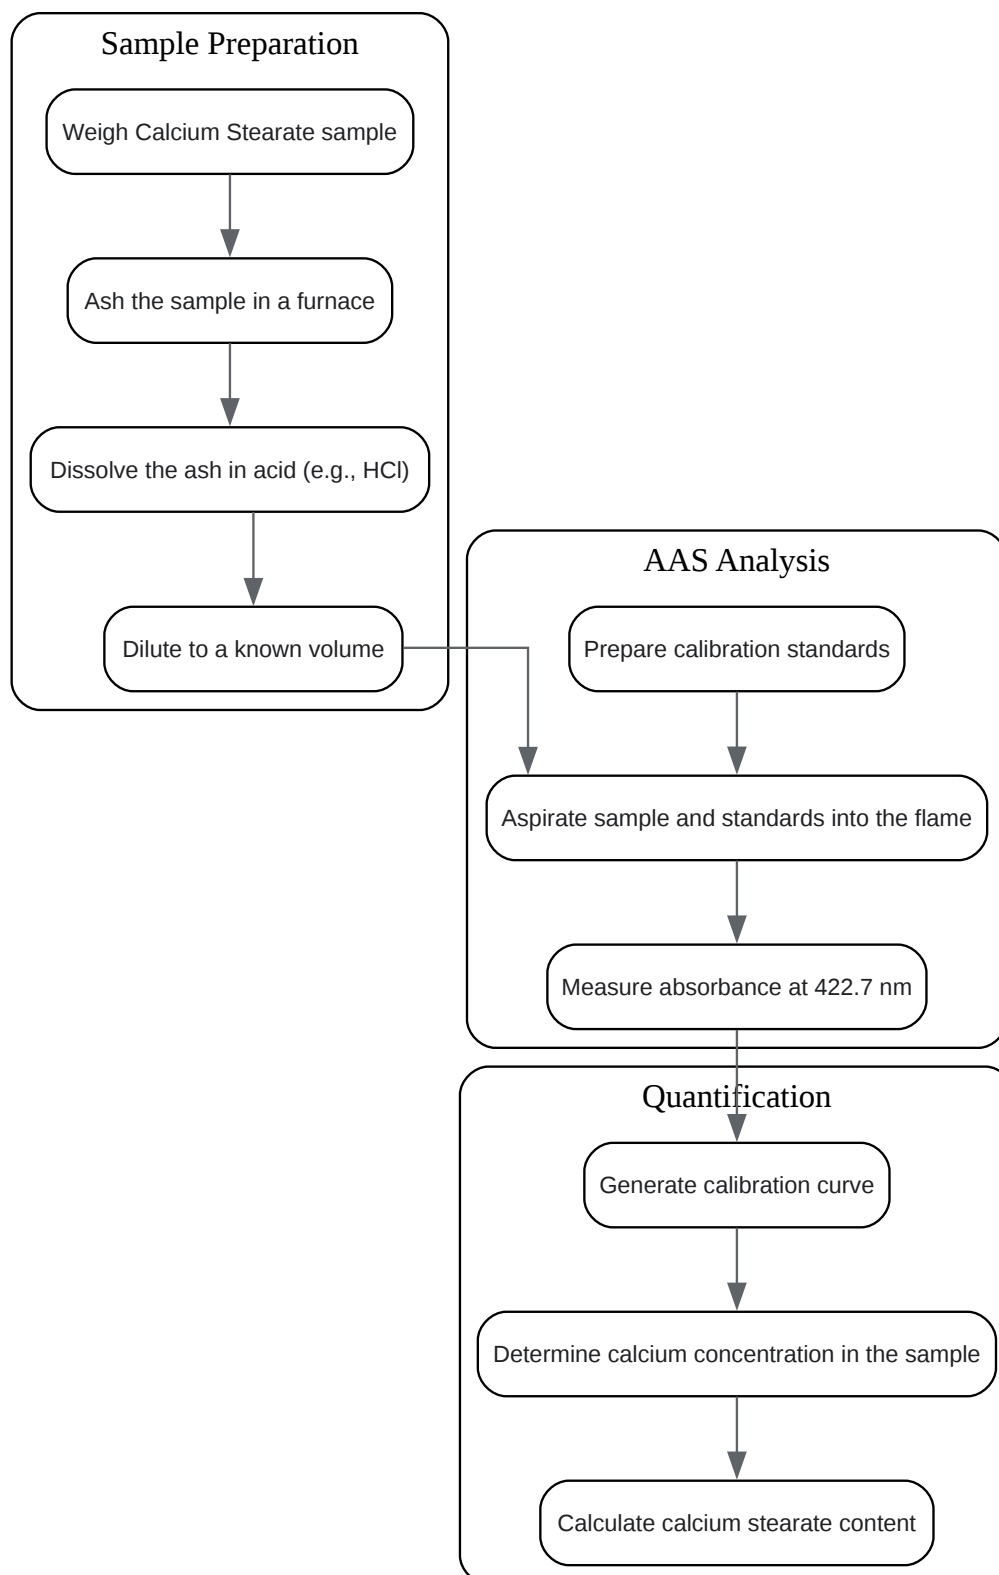 Sample Preparation
Weigh Calcium Stearate sample
Ash the sample in a furnace
Dissolve the ash in acid (e.g., HCl)
Dilute to a known volume
AAS Analysis
Prepare calibration standards
Aspirate sample and standards into the flame
Measure absorbance at 422.7 nm
Quantification
Generate calibration curve
Determine calcium concentration in the sample
Calculate calcium stearate content